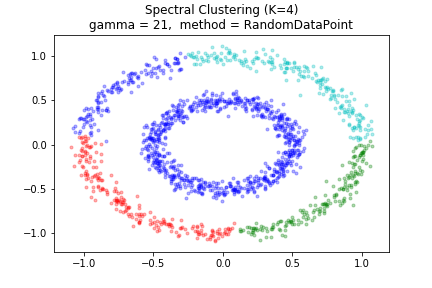 Spectral Clustering (K=4)
gamma = 21,  method = RandomDataPoint
1.0
0.5
0.0
−0.5
−1.0
−1.0 −0.5 0.0 0.5 1.0